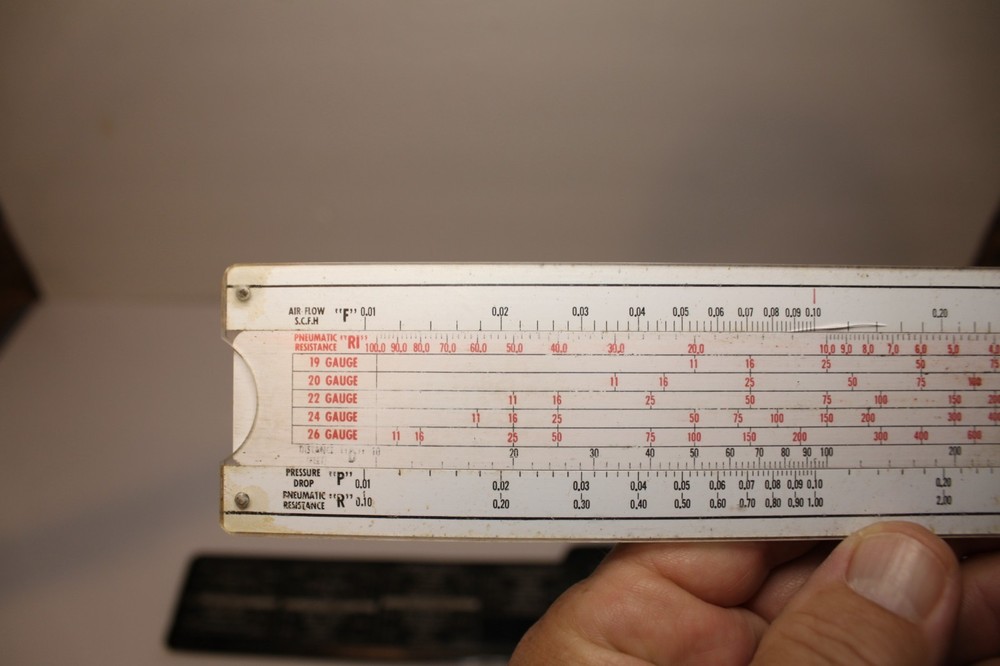 AIR FLOW "F" 0.01 0.02 0.03 0.04 0.05 0.06 0.07 0.08 0.09 0.10 0.20
S.C.F.H
PNEUMATIC "RI"
RESISTANCE 100.0 90.0 80.0 70.0 60.0 50.0 40.0 30.0 20.0 10.0 9.0 8.0 7.0 6.0 5.0 4.0
19 GAUGE 11 16 25 50 75
20 GAUGE 11 16 25 50 75 100
22 GAUGE 11 16 25 50 75 100 150 200
24 GAUGE 11 16 25 50 75 100 150 200 300 400
26 GAUGE 11 16 25 50 75 100 150 200 300 400 600
DISTANCE "D" 10 20 30 40 50 60 70 80 90 100 200
PRESSURE "P" 0.01 0.02 0.03 0.04 0.05 0.06 0.07 0.08 0.09 0.10 0.20
DROP
PNEUMATIC "R" 0.10 0.20 0.30 0.40 0.50 0.60 0.70 0.80 0.90 1.00 2.00
RESISTANCE